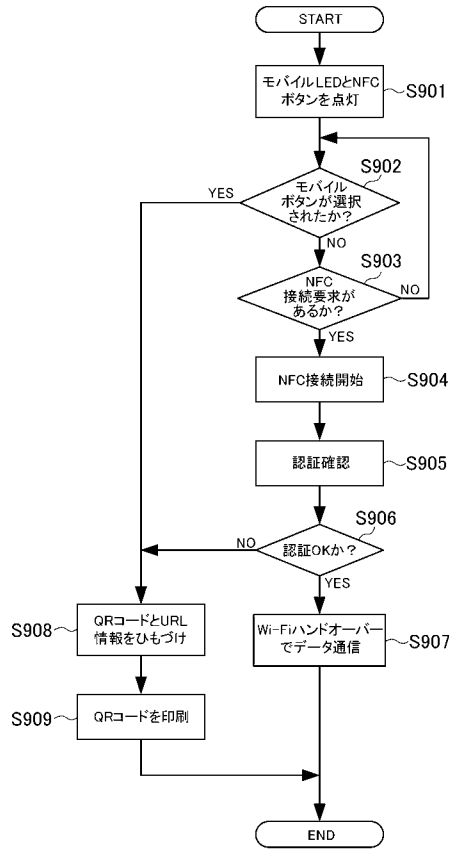 START
モバイルLEDとNFC
ボタンを点灯
S901
S902
モバイル
ボタンが選択
されたか？
YES
NO
S903
NFC
接続要求が
あるか？
NO
YES
NFC接続開始
S904
認証確認
S905
S906
認証OKか？
NO
YES
S908
QRコードとURL
情報をひもづけ
Wi-Fiハンドオーバー
でデータ通信
S907
S909
QRコードを印刷
END